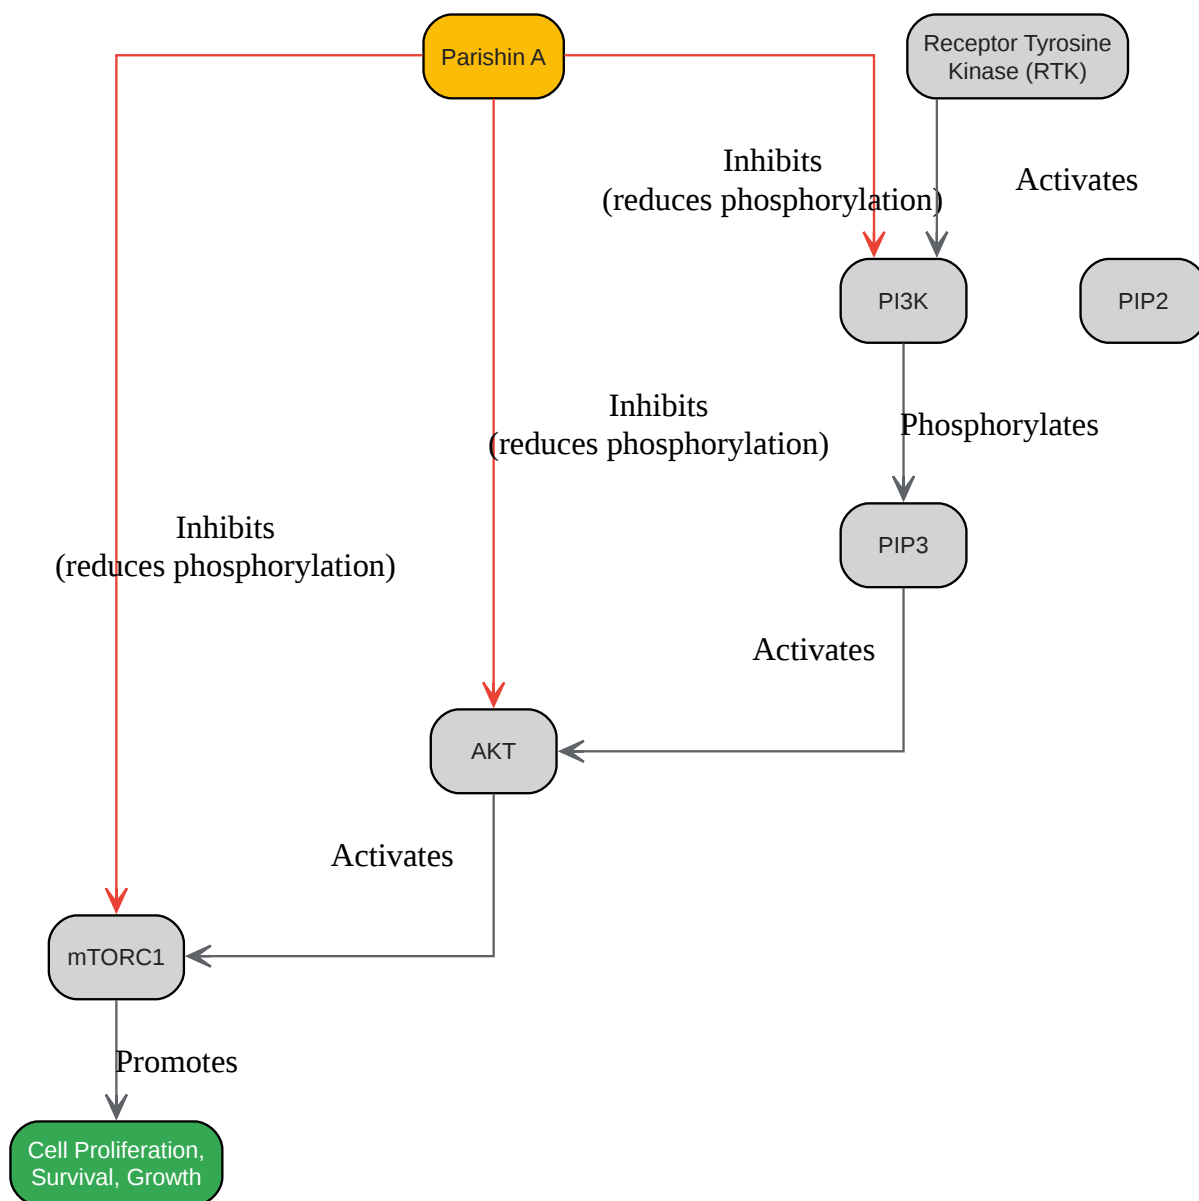 Parishin A
Receptor Tyrosine
Kinase (RTK)
Inhibits
(reduces phosphorylation)
Activates
PI3K
PIP2
Inhibits
(reduces phosphorylation)
Phosphorylates
Inhibits
(reduces phosphorylation)
PIP3
Activates
AKT
Activates
mTORC1
Promotes
Cell Proliferation,
Survival, Growth